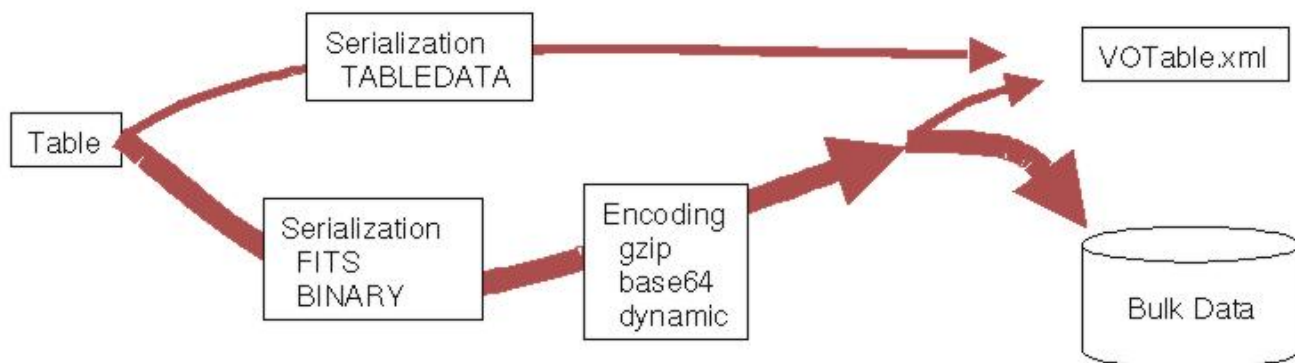 Serialization
TABLEDATA
VOTable.xml
Table
Serialization
FITS
BINARY
Encoding
gzip
base64
dynamic
Bulk Data